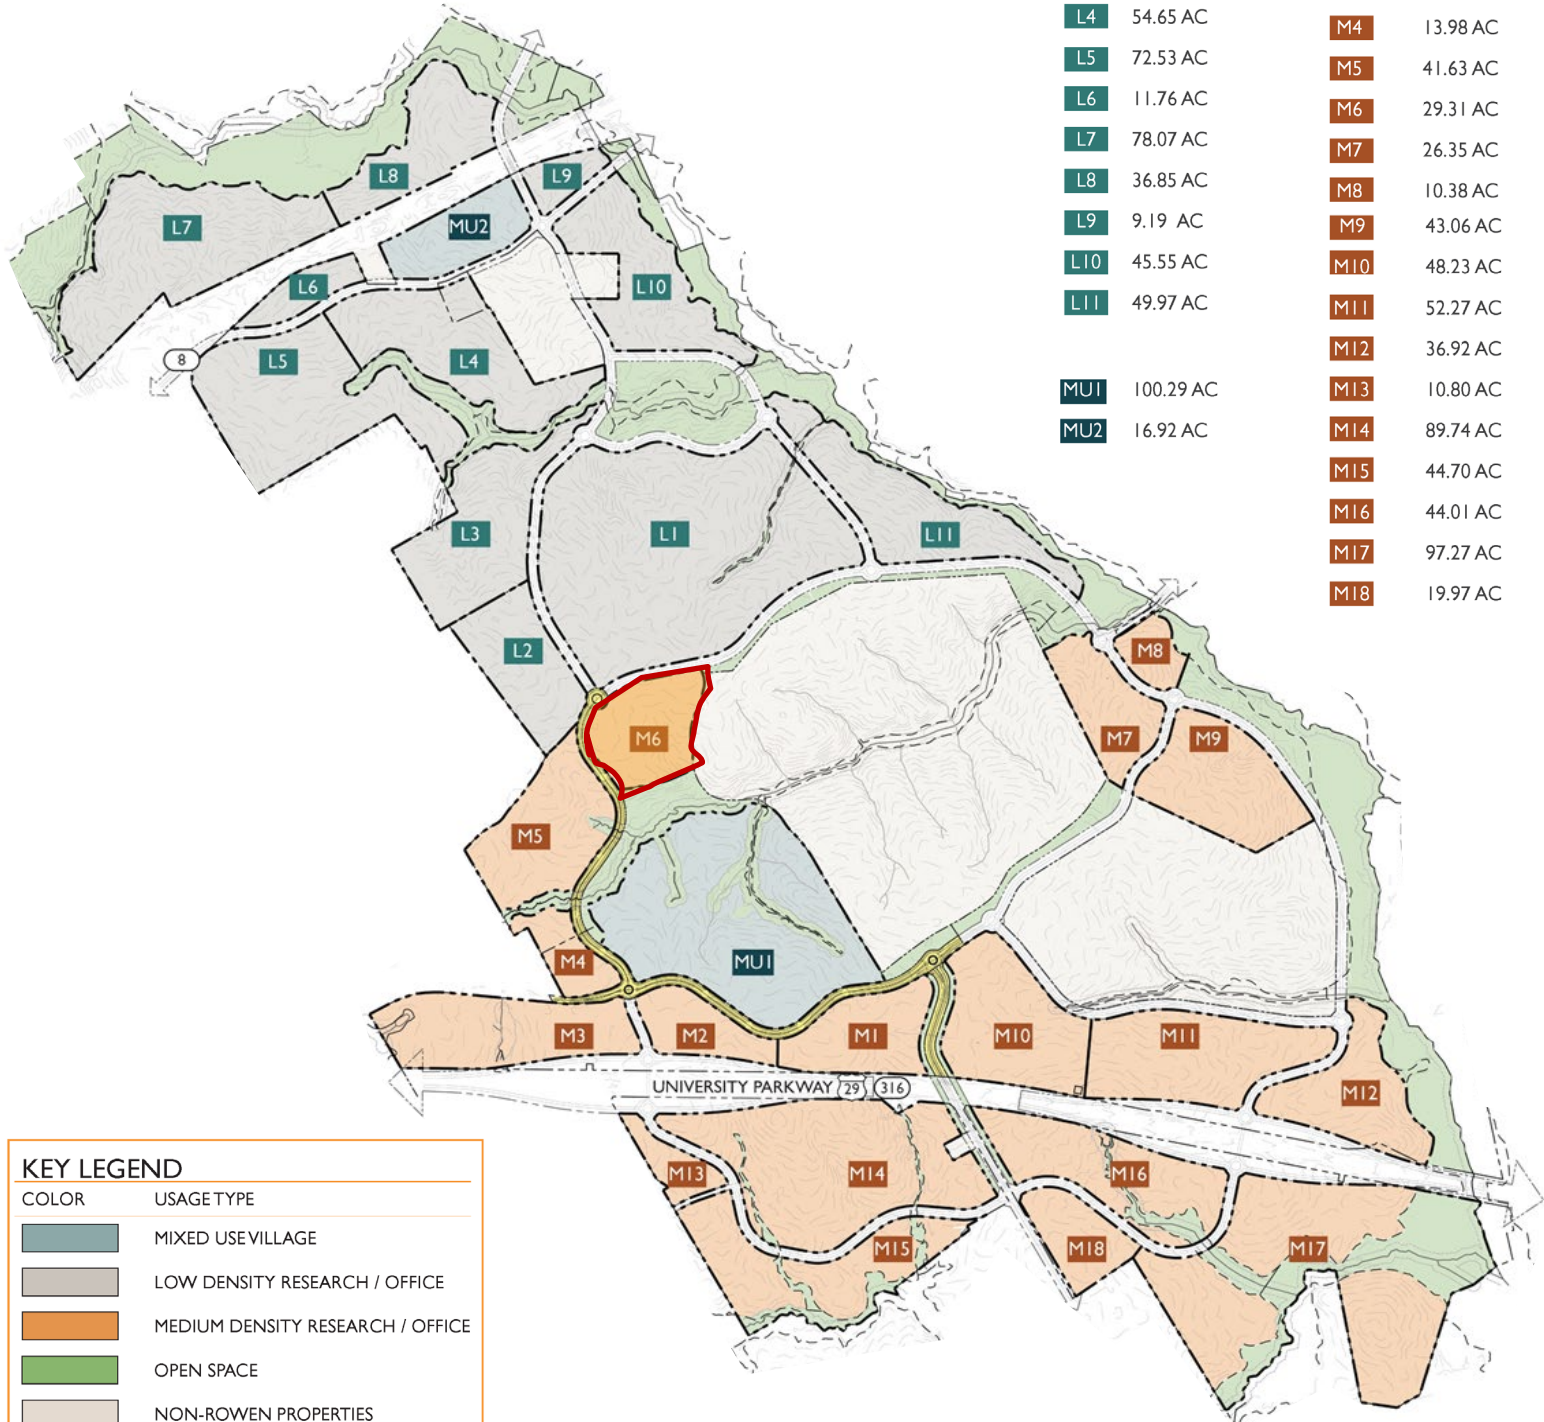 L4 54.65 AC
L5 72.53 AC
L6 11.76 AC
L7 78.07 AC
L8 36.85 AC
L9 9.19 AC
L10 45.55 AC
L11 49.97 AC
MU1 100.29 AC
MU2 16.92 AC
M4 13.98 AC
M5 41.63 AC
M6 29.31 AC
M7 26.35 AC
M8 10.38 AC
M9 43.06 AC
M10 48.23 AC
M11 52.27 AC
M12 36.92 AC
M13 10.80 AC
M14 89.74 AC
M15 44.70 AC
M16 44.01 AC
M17 97.27 AC
M18 19.97 AC
L8
L9
L7
MU2
L6
L10
8
L5
L4
L3
L1
L11
L2
M8
M6
M7
M9
M5
M4
MU1
M3
M2
M1
M10
M11
UNIVERSITY PARKWAY 29 316
M12
M13
M14
M16
M15
M18
M17
KEY LEGEND
COLOR USAGE TYPE
MIXED USE VILLAGE
LOW DENSITY RESEARCH / OFFICE
MEDIUM DENSITY RESEARCH / OFFICE
OPEN SPACE
NON-ROWEN PROPERTIES